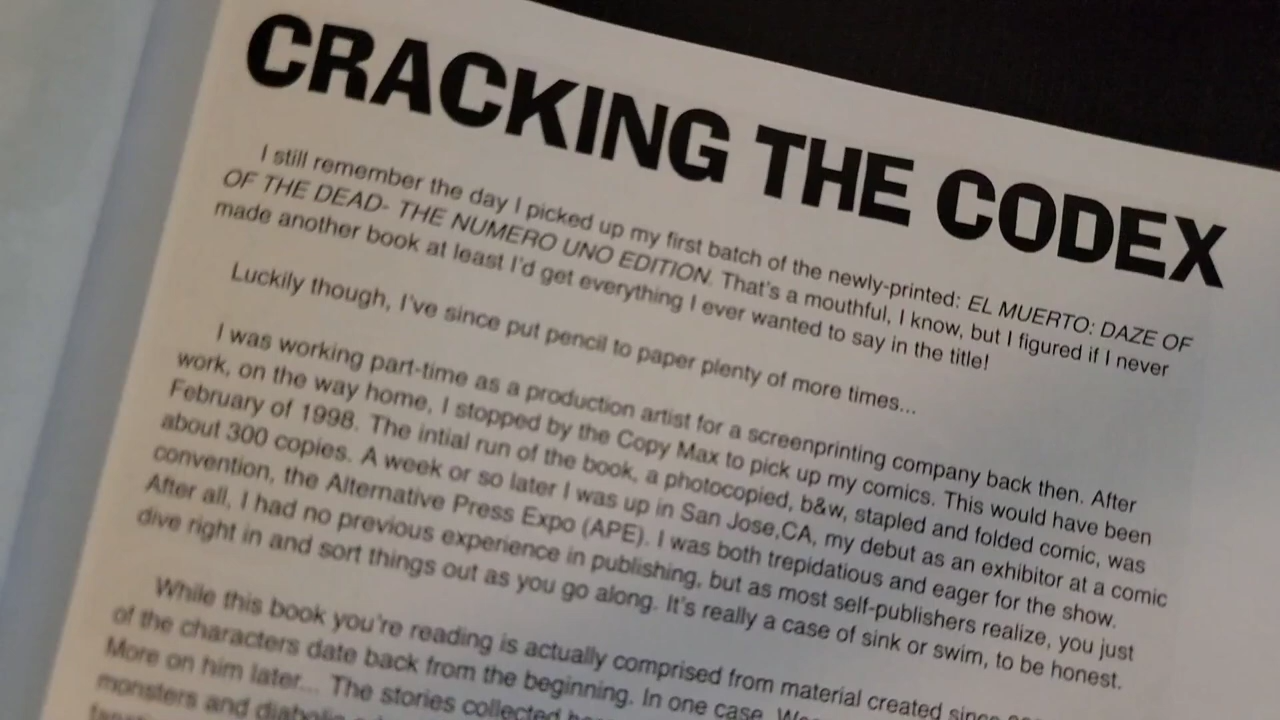 CRACKING THE CODEX
I still remember the day I picked up my first batch of the newly-printed: EL MUERTO: DAZE OF
OF THE DEAD- THE NUMERO UNO EDITION. That's a mouthful, I know, but I figured if I never
made another book at least I'd get everything I ever wanted to say in the title!
Luckily though, I've since put pencil to paper plenty of more times...
I was working part-time as a production artist for a screenprinting company back then. After
work, on the way home, I stopped by the Copy Max to pick up my comics. This would have been
February of 1998. The intial run of the book, a photocopied, b&w, stapled and folded comic, was
about 300 copies. A week or so later I was up in San Jose,CA, my debut as an exhibitor at a comic
convention, the Alternative Press Expo (APE). I was both trepidatious and eager for the show.
After all, I had no previous experience in publishing, but as most self-publishers realize, you just
dive right in and sort things out as you go along. It's really a case of sink or swim, to be honest.
While this book you're reading is actually comprised from material created since
of the characters date back from the beginning. In one case,
More on him later... The stories collected
monsters and